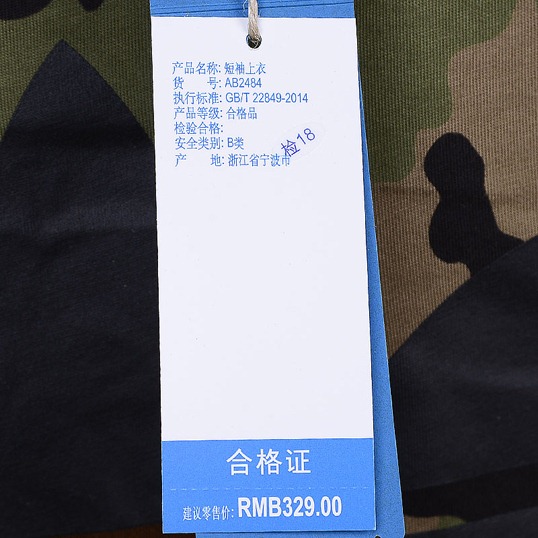 产品名称: 短袖上衣
货 号: AB2484
执行标准: GB/T 22849-2014
产品等级: 合格品
检验合格:
检18
安全类别: B类
产 地: 浙江省宁波市
合格证
建议零售价: RMB329.00